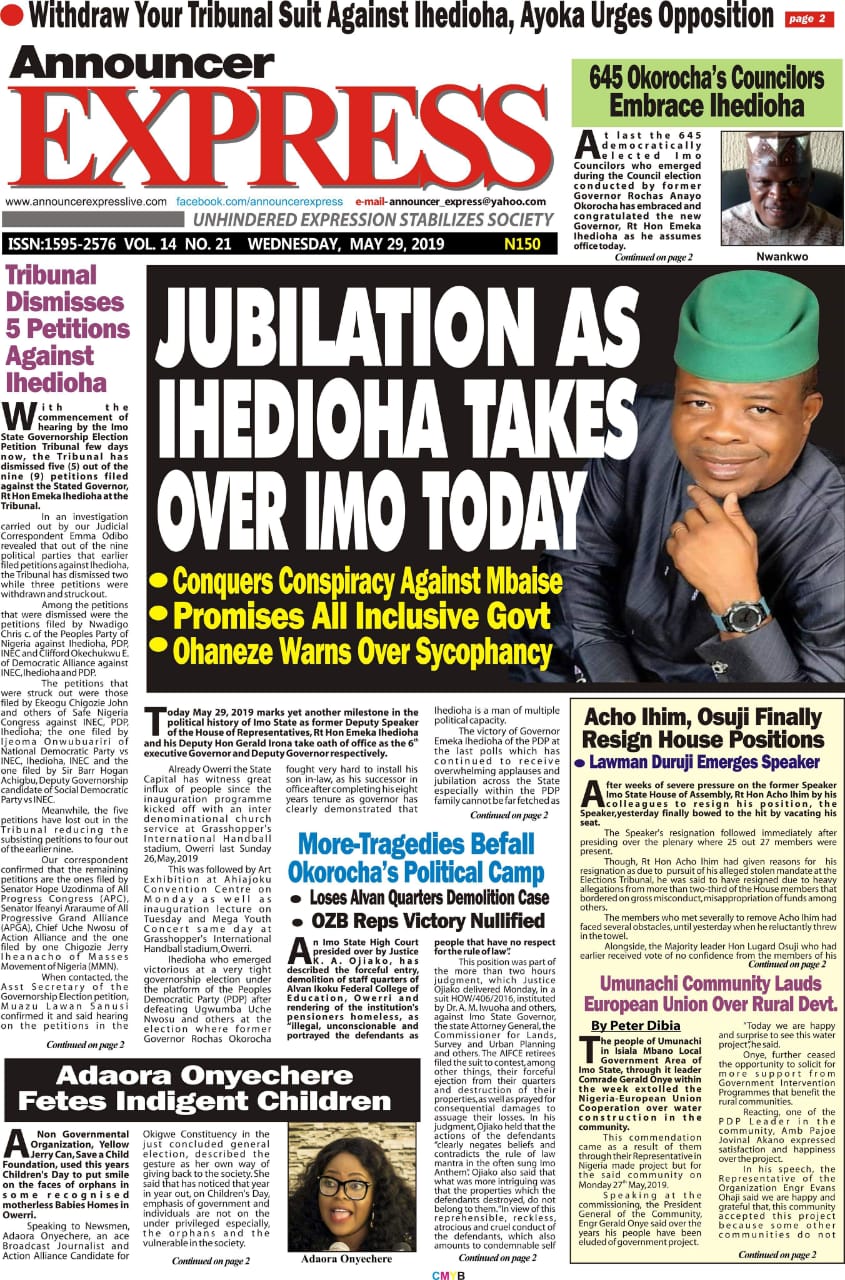 Withdraw Your Tribunal Suit Against Ihedioha, Ayoka Urges Opposition
page 2
Announcer
EXPRESS
www.announcerexpresslive.com facebook.com/announcerexpress e-mail-announcer_express@yahoo.com
UNHINDERED EXPRESSION STABILIZES SOCIETY
ISSN:1595-2576 VOL. 14 NO. 21 WEDNESDAY, MAY 29, 2019 N150
645 Okorocha's Councilors
Embrace Ihedioha
At last the 645
democratically
elected Imo
Councilors who emerged
during the Council election
conducted by former
Governor Rochas Anayo
Okorocha has embraced and
congratulated the new
Governor, Rt Hon Emeka
Ihedioha as he assumes
office today.
Continued on page 2
Nwankwo
Tribunal
Dismisses
5 Petitions
Against
Ihedioha
With the
commencement of
hearing by the Imo
State Governorship Election
Petition Tribunal few days
now, the Tribunal has
dismissed five (5) out of the
nine (9) petitions filed
against the Stated Governor,
Rt Hon Emeka Ihedioha at the
Tribunal.
In an investigation
carried out by our Judicial
Correspondent Emma Odibo
revealed that out of the nine
political parties that earlier
filed petitions against Ihedioha,
the Tribunal has dismissed two
while three petitions were
withdrawn and struck out.
Among the petitions
that were dismissed were the
petitions filed by Nwadigo
Chris c. of the Peoples Party of
Nigeria against Ihedioha, PDP,
INEC and Clifford Okechukwu E.
of Democratic Alliance against
INEC, Ihedioha and PDP.
The petitions that
were struck out were those
filed by Ekeogu Chigozie John
and others of Safe Nigeria
Congress against INEC, PDP,
Ihedioha; the one filed by
Ijeoma Onwubuariri of
National Democratic Party vs
INEC, Ihedioha, INEC and the
one filed by Sir Barr Hogan
Achigbu, Deputy Governorship
candidate of Social Democratic
Party vs INEC.
Meanwhile, the five
petitions have lost out in the
Tribunal reducing the
subsisting petitions to four out
of the earlier nine.
Our correspondent
confirmed that the remaining
petitions are the ones filed by
Senator Hope Uzodinma of All
Progress Congress (APC),
Senator Ifeanyi Araraume of All
Progressive Grand Alliance
(APGA), Chief Uche Nwosu of
Action Alliance and the one
filed by one Chigozie Jerry
Iheanacho of Masses
Movement of Nigeria (MMN).
When contacted, the
Asst Secretary of the
Governorship Election petition,
Muazu Lawan Sanusi
confirmed it and said hearing
on the petitions in the
Continued on page 2
JUBILATION AS
IHEDIOHA TAKES
OVER IMO TODAY
• Conquers Conspiracy Against Mbaise
• Promises All Inclusive Govt
• Ohaneze Warns Over Sycophancy
Today May 29, 2019 marks yet another milestone in the
political history of Imo State as former Deputy Speaker
of the House of Representatives, Rt Hon Emeka Ihedioha
and his Deputy Hon Gerald Irona take oath of office as the 6th
executive Governor and Deputy Governor respectively.
Already Owerri the State
Capital has witness great
influx of people since the
inauguration programme
kicked off with an inter
denominational church
service at Grasshopper's
International Handball
stadium, Owerri last Sunday
26, May, 2019
This was followed by Art
Exhibition at Ahiajoku
Convention Centre on
Monday as well as
inauguration lecture on
Tuesday and Mega Youth
Concert same day at
Grasshopper's International
Handball stadium, Owerri.
Ihedioha who emerged
victorious at a very tight
governorship election under
the platform of the Peoples
Democratic Party (PDP) after
defeating Ugwumba Uche
Nwosu and others at the
election where former
Governor Rochas Okorocha
fought very hard to install his
son in-law, as his successor in
office after completing his eight
years tenure as governor has
clearly demonstrated that
Ihedioha is a man of multiple
political capacity.
The victory of Governor
Emeka Ihedioha of the PDP at
the last polls which has
continued to receive
overwhelming applauses and
jubilation across the State
especially within the PDP
family cannot be far fetched as
Continued on page 2
More-Tragedies Befall
Okorocha's Political Camp
• Loses Alvan Quarters Demolition Case
• OZB Reps Victory Nullified
An Imo State High Court
presided over by Justice
K. A. Ojiako, has
described the forceful entry,
demolition of staff quarters of
Alvan Ikoku Federal College of
Education, Owerri and
rendering of the institution's
pensioners homeless, as
"illegal, unconscionable and
portrayed the defendants as
people that have no respect
for the rule of law".
This position was part of
the more than two hours
judgment, which Justice
Ojiako delivered Monday, in a
suit HOW/406/2016, instituted
by Dr. A. M. Iwuoha and others,
against Imo State Governor,
the state Attorney General, the
Commissioner for Lands,
Survey and Urban Planning
and others. The AIFCE retirees
filed the suit to contest, among
other things, their forceful
ejection from their quarters
and destruction of their
properties, as well as prayed for
consequential damages to
assuage their losses. In his
judgment, Ojiako held that the
actions of the defendants
"clearly negates beliefs and
contradicts the rule of law
mantra in the often sung Imo
Anthem". Ojiako also said that
what was more intriguing was
that the properties which the
defendants destroyed, do not
belong to them. "In view of this
reprehensible, reckless,
atrocious and cruel conduct of
the defendants, which also
amounts to condemnable self
Continued on page 2
Acho Ihim, Osuji Finally
Resign House Positions
• Lawman Duruji Emerges Speaker
After weeks of severe pressure on the former Speaker
Imo State House of Assembly, Rt Hon Acho Ihim by his
colleagues to resign his position, the
Speaker,yesterday finally bowed to the hit by vacating his
seat.
The Speaker's resignation followed immediately after
presiding over the plenary where 25 out 27 members were
present.
Though, Rt Hon Acho Ihim had given reasons for his
resignation as due to pursuit of his alleged stolen mandate at the
Elections Tribunal, he was said to have resigned due to heavy
allegations from more than two-third of the House members that
bordered on gross misconduct, misappropriation of funds among
others.
The members who met severally to remove Acho Ihim had
faced several obstacles, until yesterday when he reluctantly threw
in the towel.
Alongside, the Majority leader Hon Lugard Osuji who had
earlier received vote of no confidence from the members of his
Continued on page 2
Umunachi Community Lauds
European Union Over Rural Devt.
By Peter Dibia
The people of Umunachi
in Isiala Mbano Local
Government Area of
Imo State, through it leader
Comrade Gerald Onye within
the week extolled the
Nigeria-European Union
Cooperation over water
construction in the
community.
This commendation
came as a result of them
through their Representative in
Nigeria made project but for
the said community on
Monday 27th May, 2019.
Speaking at the
commissioning, the President
General of the Community,
Engr Gerald Onye said over the
years his people have been
eluded of government project.
"Today we are happy
and surprise to see this water
project", he said.
Onye, further ceased
the opportunity to solicit for
more support from
Government Intervention
Programmes that benefit the
rural communities.
Reacting, one of the
PDP Leader in the
community, Amb Pajoe
Jovinal Akano expressed
satisfaction and happiness
over the project.
In his speech, the
Representative of the
Organization Engr Evans
Ohaji said we are happy and
grateful that, this community
accepted this project
because some other
communities do not
Continued on page 2
Adaora Onyechere
Fetes Indigent Children
A Non Governmental
Organization, Yellow
Jerry Can, Save a Child
Foundation, used this years
Children's Day to put smile
on the faces of orphans in
some recognised
motherless Babies Homes in
Owerri.
Speaking to Newsmen,
Adaora Onyechere, an ace
Broadcast Journalist and
Action Alliance Candidate for
Okigwe Constituency in the
just concluded general
election, described the
gesture as her own way of
giving back to the society. She
said that has noticed that year
in year out, on Children's Day,
emphasis of government and
individuals are not on the
under privileged especially,
the orphans and the
vulnerable in the society.
Continued on page 2
Adaora Onyechere
CMYB